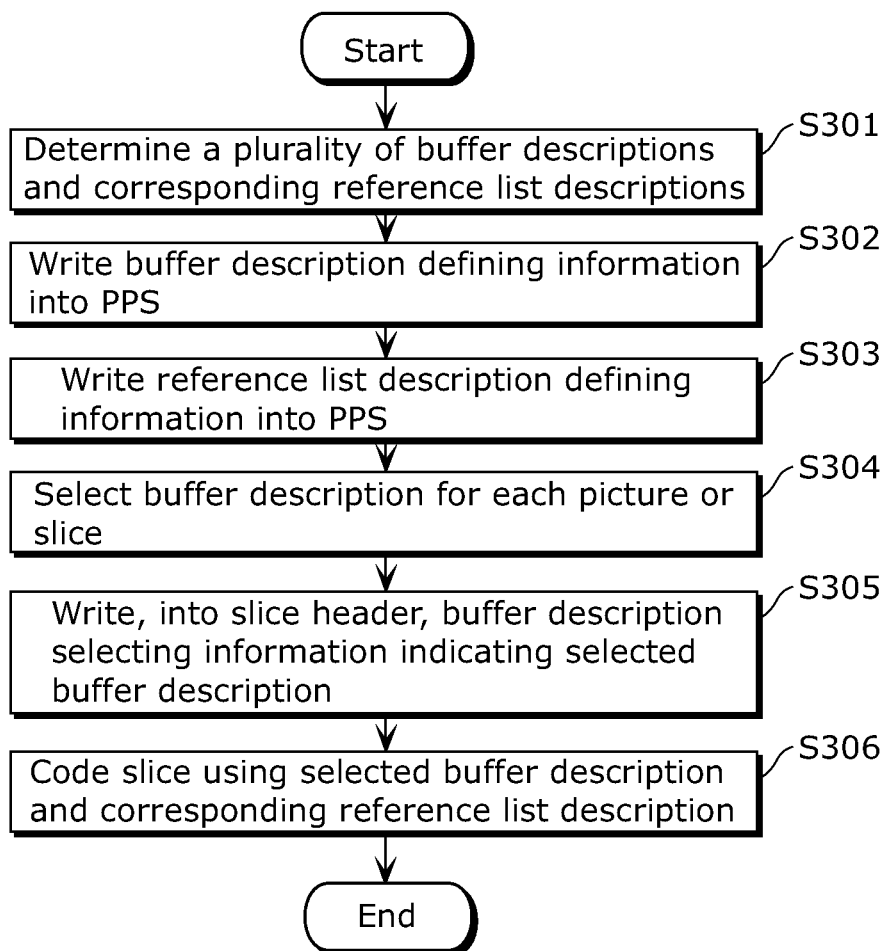 Start
S301
Determine a plurality of buffer descriptions
and corresponding reference list descriptions
S302
Write buffer description defining information
into PPS
S303
Write reference list description defining
information into PPS
S304
Select buffer description for each picture or
slice
S305
Write, into slice header, buffer description
selecting information indicating selected
buffer description
S306
Code slice using selected buffer description
and corresponding reference list description
End